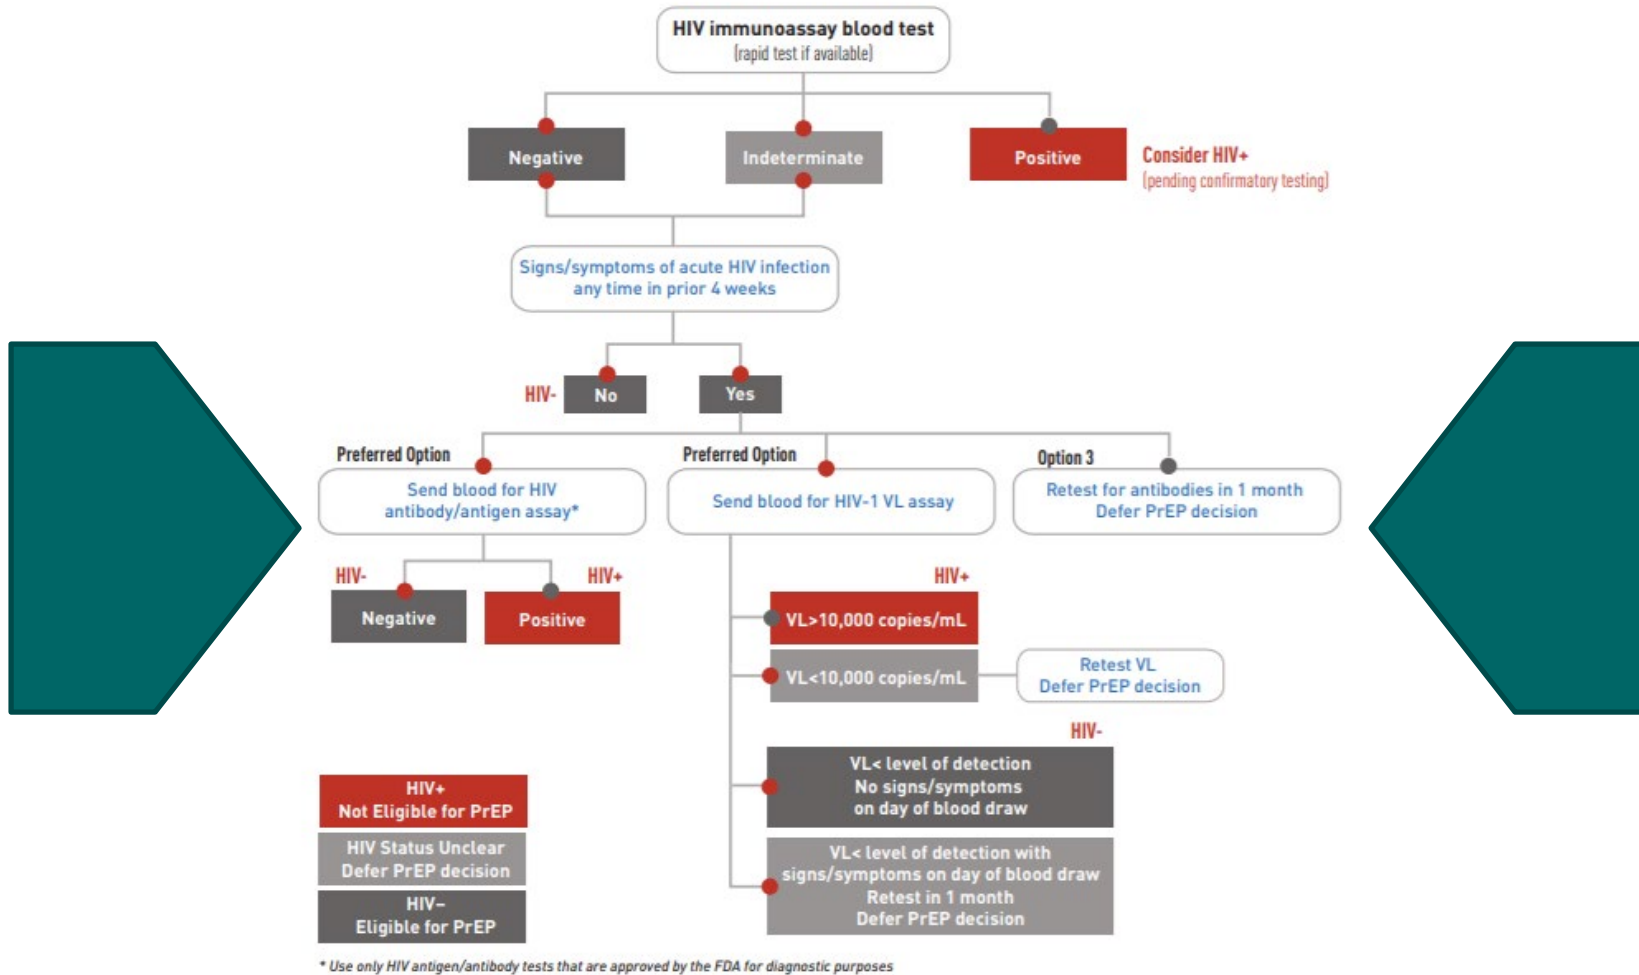 HIV immunoassay blood test
(rapid test if available)
Negative
Indeterminate
Positive
Consider HIV+
(pending confirmatory testing)
Signs/symptoms of acute HIV infection
any time in prior 4 weeks
HIV-
No
Yes
Preferred Option
Send blood for HIV
antibody/antigen assay*
Preferred Option
Send blood for HIV-1 VL assay
Option 3
Retest for antibodies in 1 month
Defer PrEP decision
HIV-
HIV+
Negative
Positive
HIV+
VL>10,000 copies/mL
VL<10,000 copies/mL
Retest VL
Defer PrEP decision
HIV-
VL< level of detection
No signs/symptoms
on day of blood draw
VL< level of detection with
signs/symptoms on day of blood draw
Retest in 1 month
Defer PrEP decision
HIV+
Not Eligible for PrEP
HIV Status Unclear
Defer PrEP decision
HIV–
Eligible for PrEP
* Use only HIV antigen/antibody tests that are approved by the FDA for diagnostic purposes